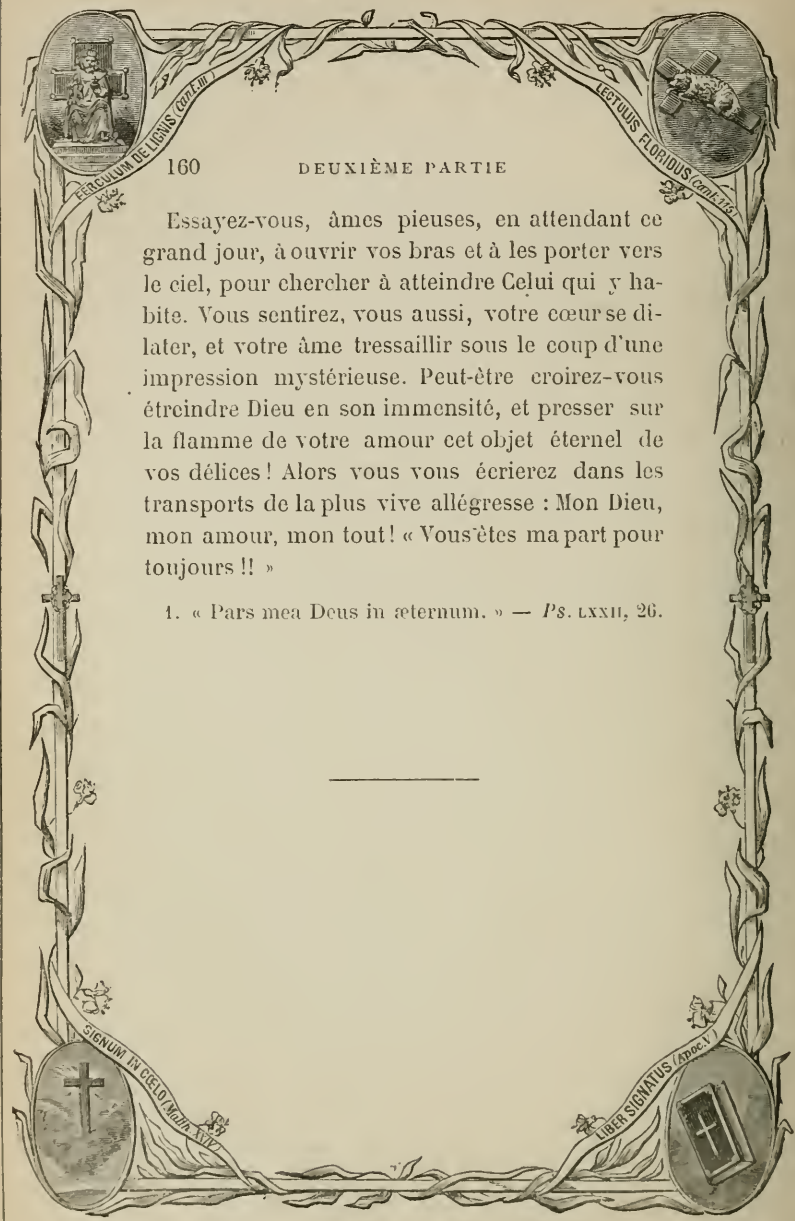 FERCULUM DE LIGNIS (Cant. III)
LECTULUS FLORIDUS (Cant. 1 15)
160 DEUXIÈME PARTIE
Essayez-vous, âmes pieuses, en attendant ce
grand jour, à ouvrir vos bras et à les porter vers
le ciel, pour chercher à atteindre Celui qui y ha-
bite. Vous sentirez, vous aussi, votre cœur se di-
later, et votre âme tressaillir sous le coup d'une
impression mystérieuse. Peut-être croirez-vous
étreindre Dieu en son immensité, et presser sur
la flamme de votre amour cet objet éternel de
vos délices ! Alors vous vous écrierez dans les
transports de la plus vive allégresse : Mon Dieu,
mon amour, mon tout ! « Vous êtes ma part pour
toujours !! »
1. « Pars mea Deus in æternum. » — Ps. LXXII, 26.
SIGNUM IN CŒLO (Matth XXIV)
LIBER SIGNATUS (Apoc. V)